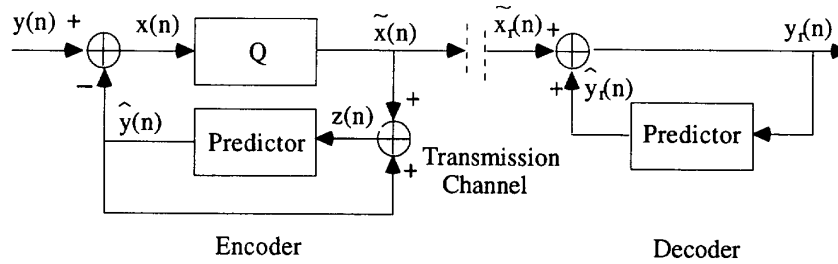 y(n) +
x(n)
Q
x̃(n)
x̃ᵣ(n)
+
yᵣ(n)
−
ŷ(n)
Predictor
z(n)
+
+
+
ŷᵣ(n)
Predictor
Transmission
Channel
Encoder
Decoder